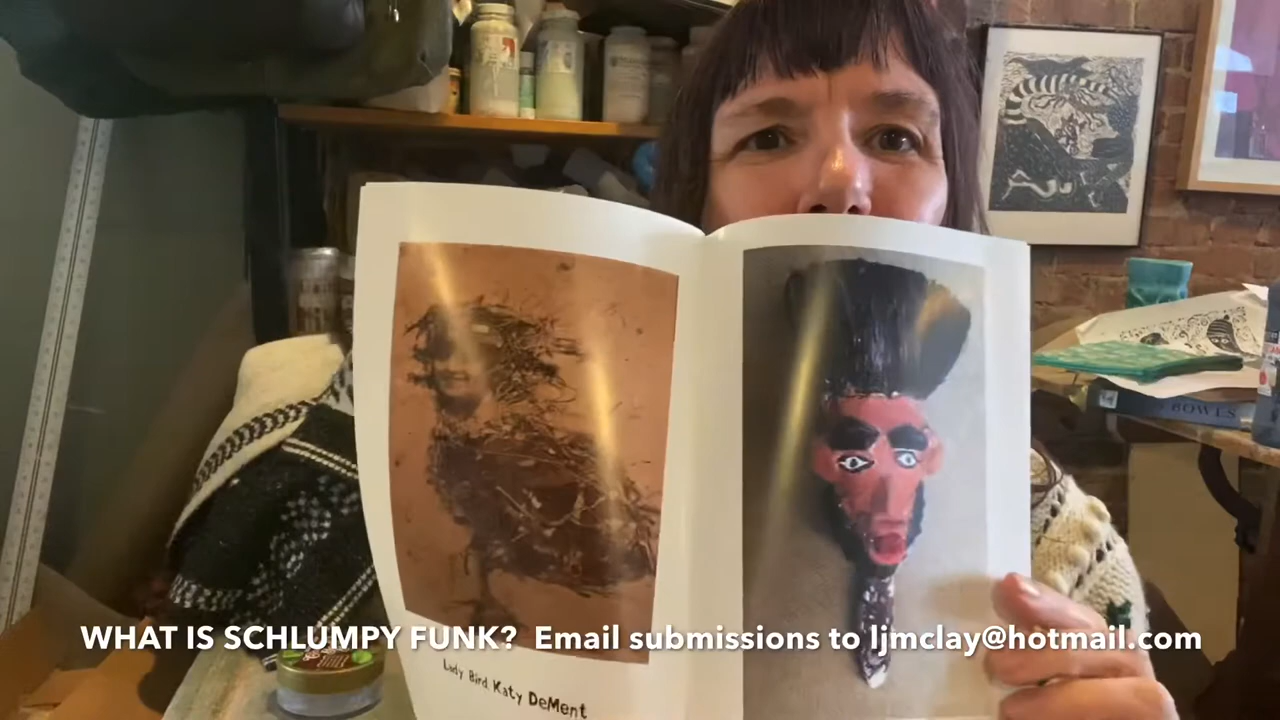 BOWLS
WHAT IS SCHLUMPY FUNK? Email submissions to ljmclay@hotmail.com
Lady Bird Katy DeMent